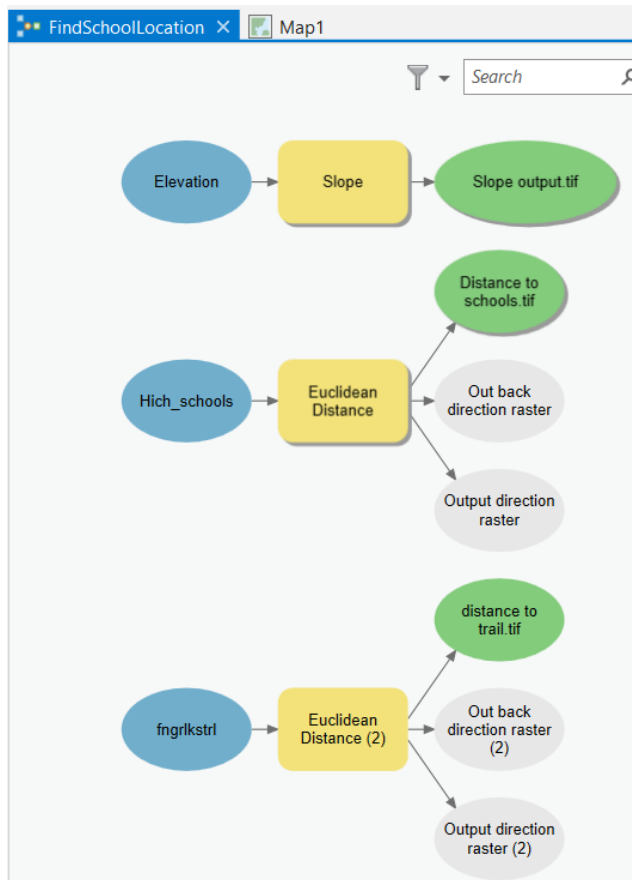 FindSchoolLocation
Map1
Search
Elevation
Slope
Slope output.tif
Distance to
schools.tif
Hich_schools
Euclidean
Distance
Out back
direction raster
Output direction
raster
distance to
trail.tif
fngrlkstrl
Euclidean
Distance (2)
Out back
direction raster
(2)
Output direction
raster (2)